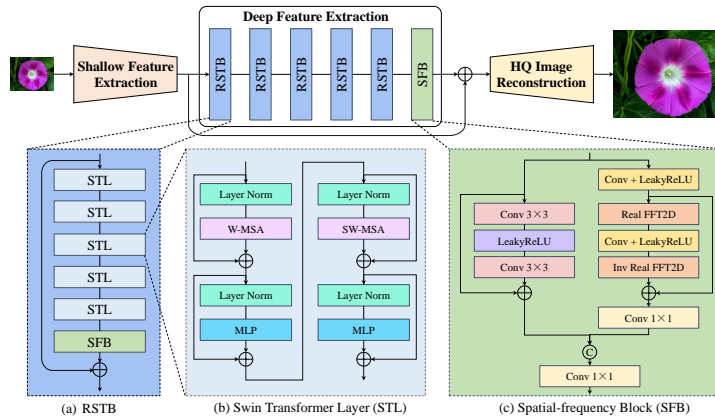 Deep Feature Extraction
Shallow Feature
Extraction
RSTB
RSTB
RSTB
RSTB
RSTB
SFB
HQ Image
Reconstruction
STL
STL
STL
STL
STL
SFB
(a) RSTB
Layer Norm
W-MSA
Layer Norm
MLP
Layer Norm
SW-MSA
Layer Norm
MLP
(b) Swin Transformer Layer (STL)
Conv 3×3
LeakyReLU
Conv 3×3
Conv + LeakyReLU
Real FFT2D
Conv + LeakyReLU
Inv Real FFT2D
Conv 1×1
C
Conv 1×1
(c) Spatial-frequency Block (SFB)